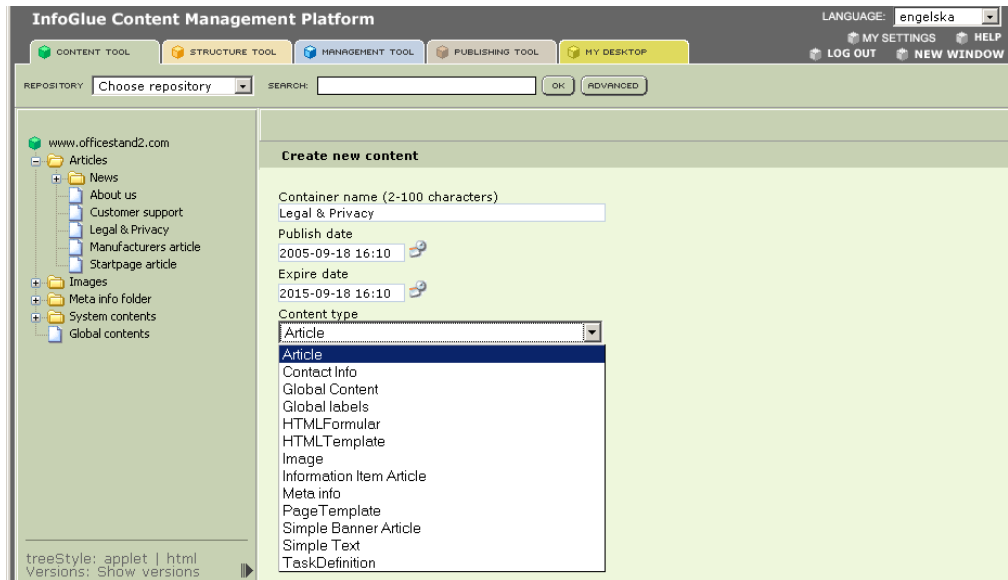 InfoGlue Content Management Platform
LANGUAGE: engelska
MY SETTINGS HELP
LOG OUT NEW WINDOW
CONTENT TOOL
STRUCTURE TOOL
MANAGEMENT TOOL
PUBLISHING TOOL
MY DESKTOP
REPOSITORY Choose repository SEARCH: OK ADVANCED
www.officestand2.com
Articles
News
About us
Customer support
Legal & Privacy
Manufacturers article
Startpage article
Images
Meta info folder
System contents
Global contents
treeStyle: applet | html
Versions: Show versions
Create new content
Container name (2-100 characters)
Legal & Privacy
Publish date
2005-09-18 16:10
Expire date
2015-09-18 16:10
Content type
Article
Article
Contact Info
Global Content
Global labels
HTMLFormular
HTMLTemplate
Image
Information Item Article
Meta info
PageTemplate
Simple Banner Article
Simple Text
TaskDefinition